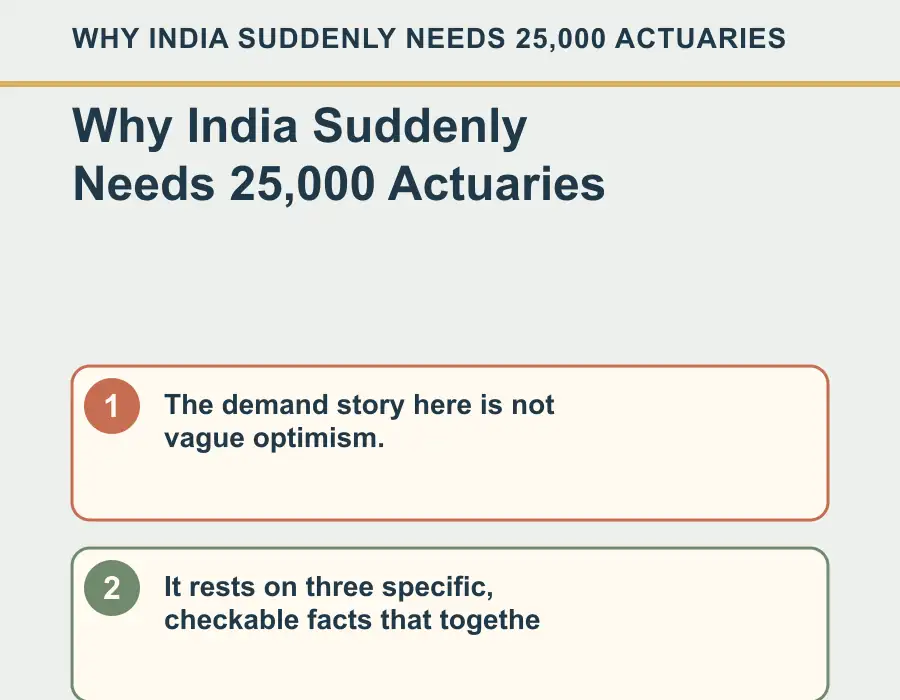 WHY INDIA SUDDENLY NEEDS 25,000 ACTUARIES
Why India Suddenly
Needs 25,000 Actuaries
1
The demand story here is not
vague optimism.
2
It rests on three specific,
checkable facts that togethe